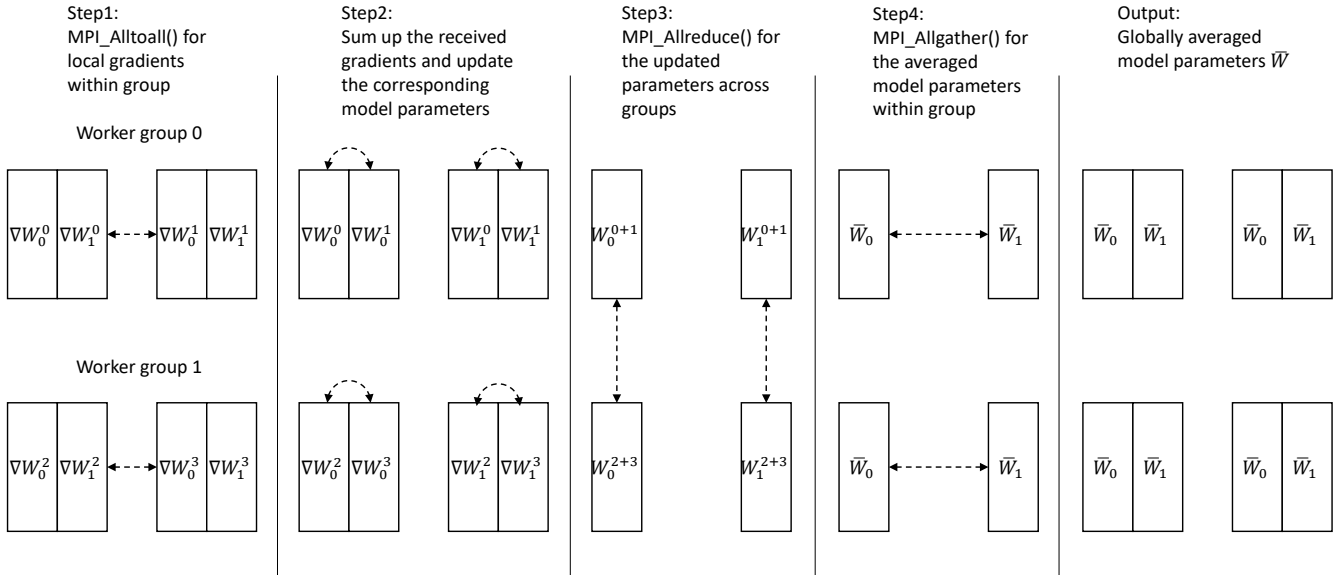 Step1:
MPI_Alltoall() for
local gradients
within group
Step2:
Sum up the received
gradients and update
the corresponding
model parameters
Step3:
MPI_Allreduce() for
the updated
parameters across
groups
Step4:
MPI_Allgather() for
the averaged
model parameters
within group
Output:
Globally averaged
model parameters W̅
Worker group 0
∇W₀⁰ ∇W₁⁰ ∇W₀¹ ∇W₁¹
∇W₀⁰ ∇W₀¹ ∇W₁⁰ ∇W₁¹
W₀⁰⁺¹ W₁⁰⁺¹
W̅₀ W̅₁
W̅₀ W̅₁ W̅₀ W̅₁
Worker group 1
∇W₀² ∇W₁² ∇W₀³ ∇W₁³
∇W₀² ∇W₀³ ∇W₁² ∇W₁³
W₀²⁺³ W₁²⁺³
W̅₀ W̅₁
W̅₀ W̅₁ W̅₀ W̅₁